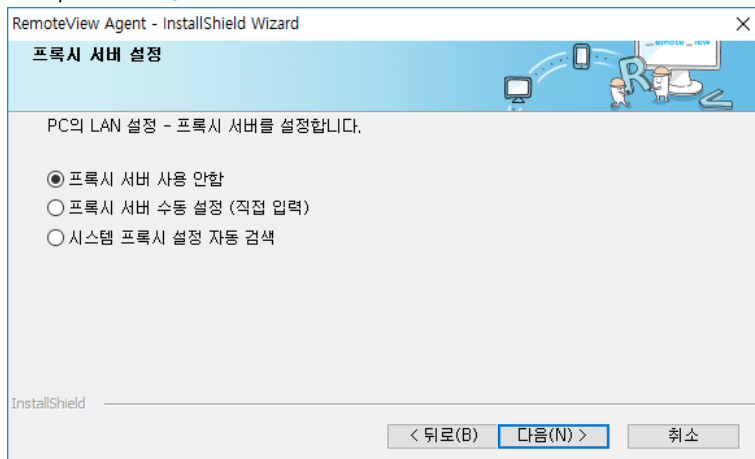 RemoteView Agent - InstallShield Wizard
프록시 서버 설정
PC의 LAN 설정 - 프록시 서버를 설정합니다.
프록시 서버 사용 안함
프록시 서버 수동 설정 (직접 입력)
시스템 프록시 설정 자동 검색
InstallShield
< 뒤로(B)
다음(N) >
취소